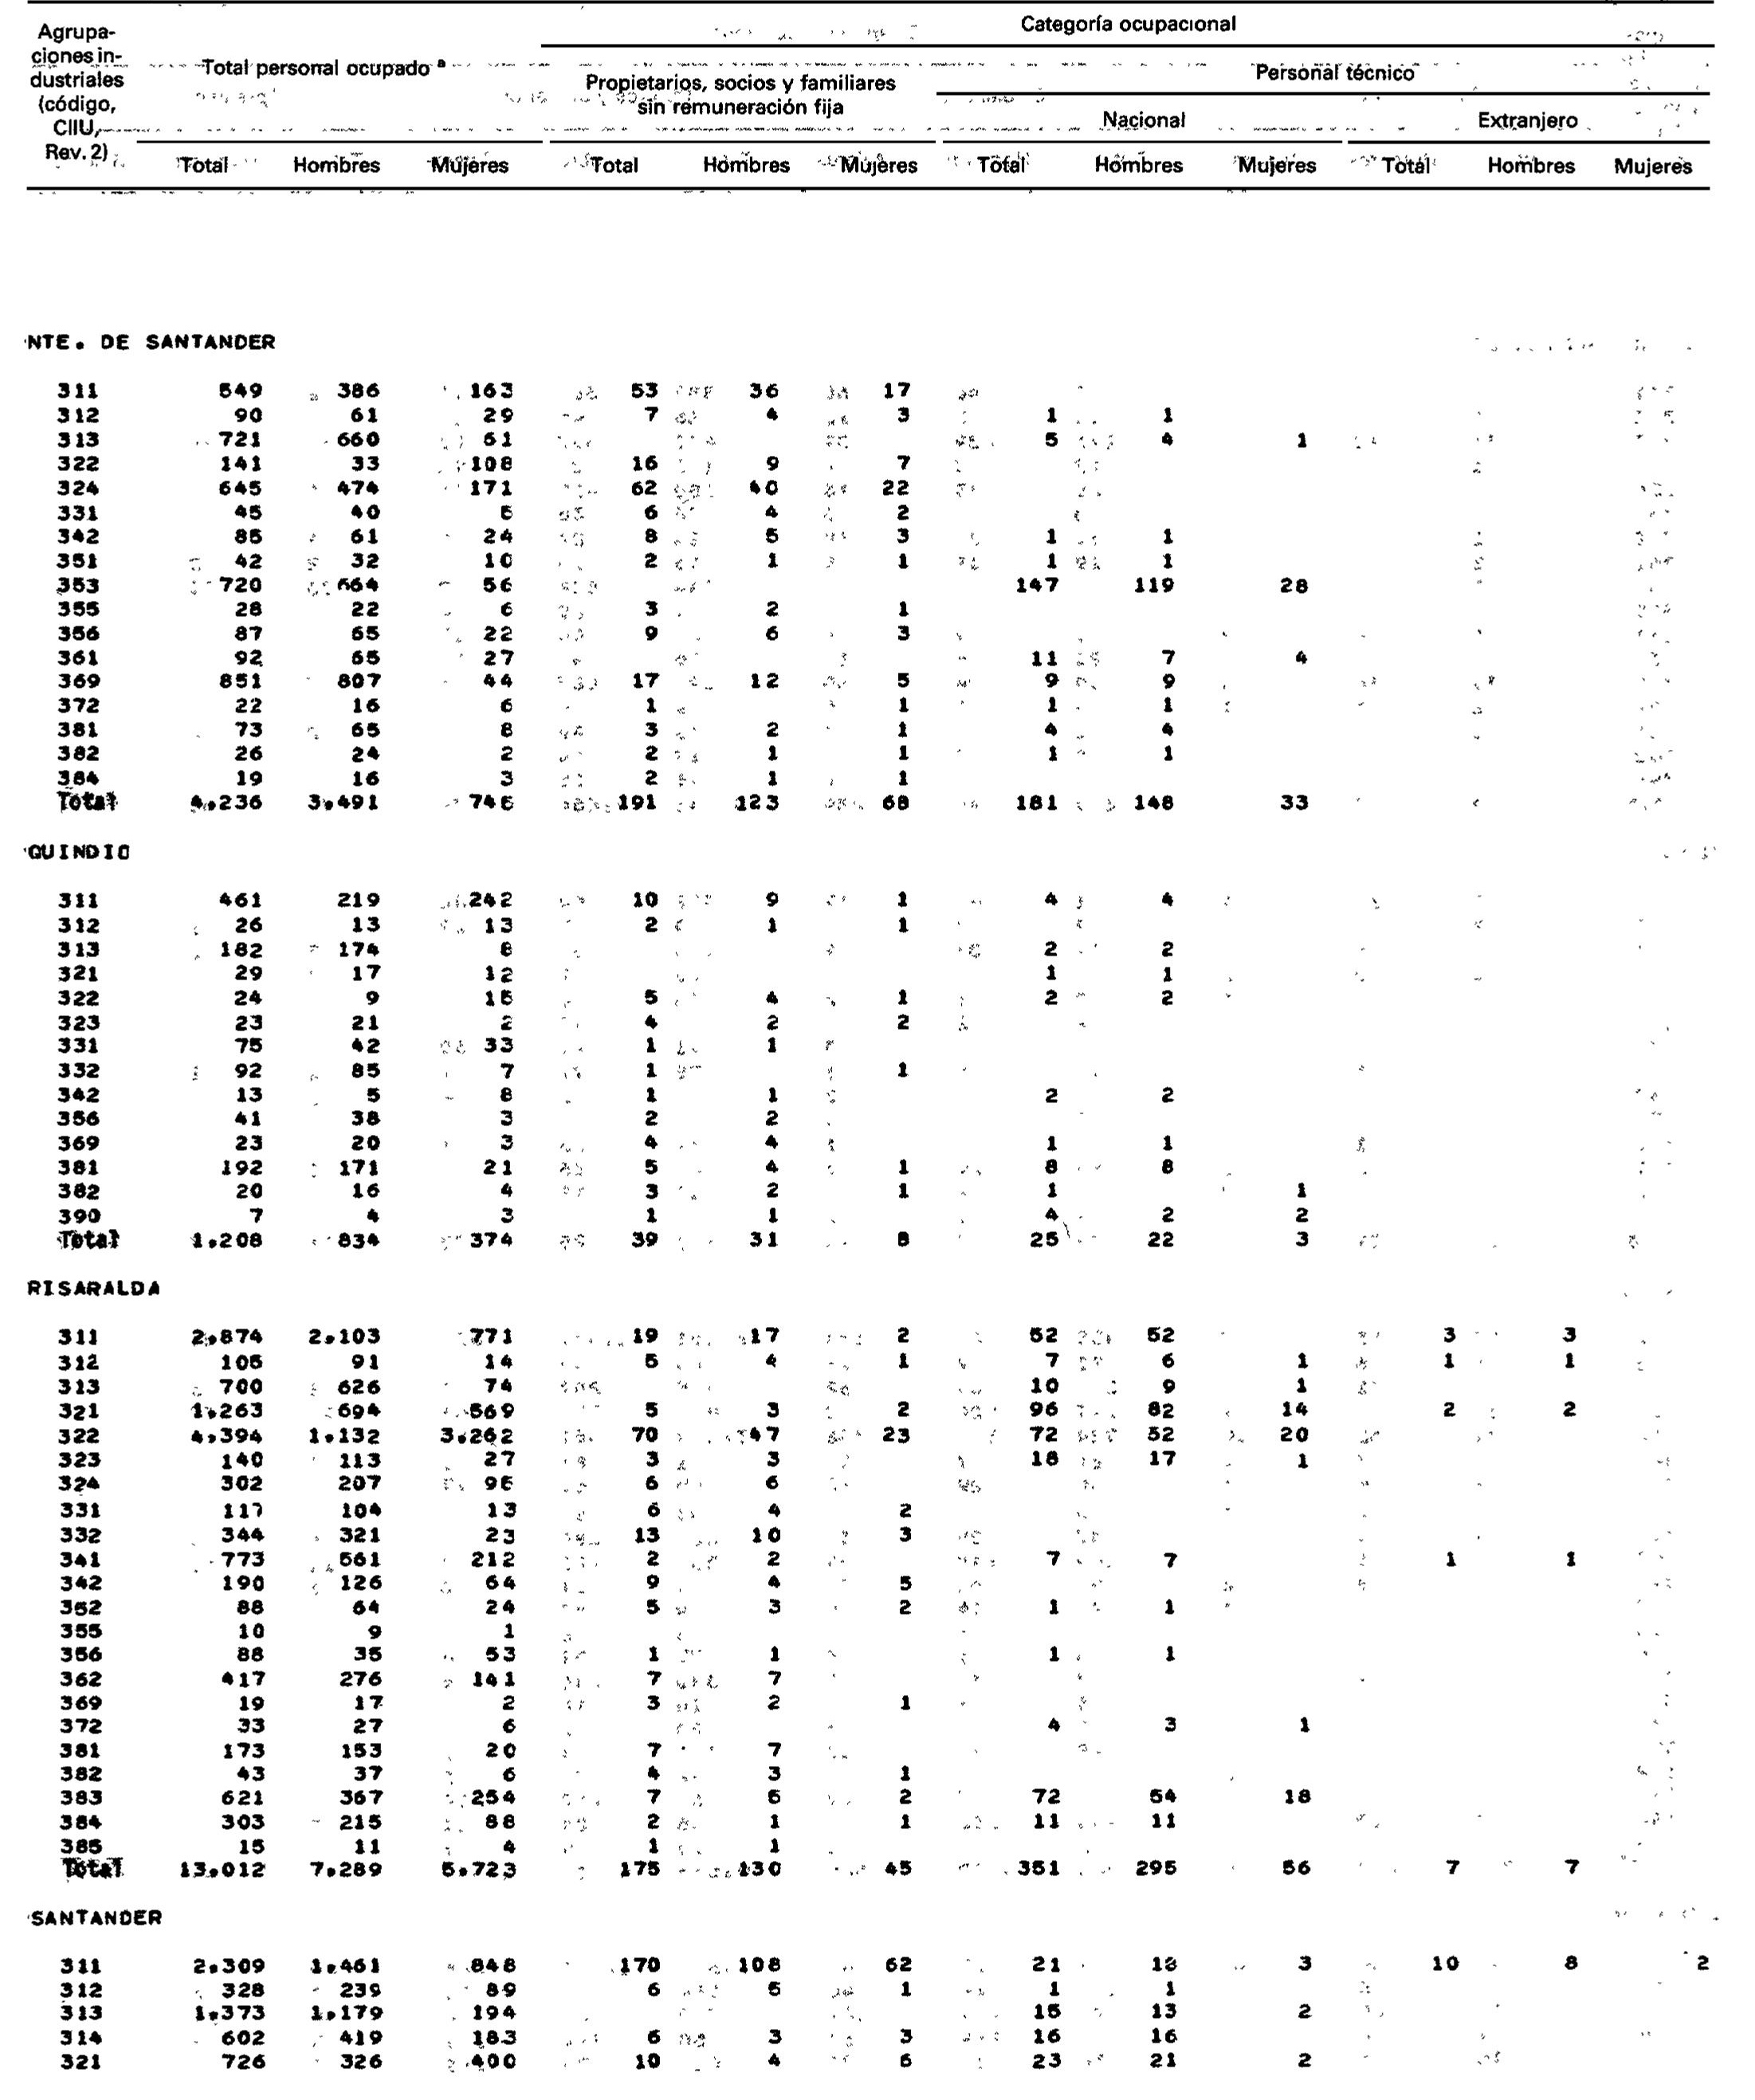 Agrupaciones industriales (código, CIIU, Rev. 2)
Total personal ocupado a
Categoría ocupacional
Propietarios, socios y familiares sin remuneración fija
Personal técnico
Nacional Extranjero
Total Hombres Mujeres Total Hombres Mujeres Total Hombres Mujeres Total Hombres Mujeres
NTE. DE SANTANDER
311 549 386 163 53 36 17
312 90 61 29 7 4 3 1 1
313 721 660 61 5 4 1
322 141 33 108 16 9 7
324 645 474 171 62 40 22
331 45 40 5 6 4 2
342 85 61 24 8 5 3 1 1
351 42 32 10 2 1 1 1 1
353 720 664 56 147 119 28
355 28 22 6 3 2 1
356 87 65 22 9 6 3
361 92 65 27 11 7 4
369 851 807 44 17 12 5 9 9
372 22 16 6 1 1 1 1
381 73 65 8 3 2 1 4 4
382 26 24 2 2 1 1 1 1
384 19 16 3 2 1 1
Total 4.236 3.491 745 191 123 68 181 148 33
QUINDIO
311 461 219 242 10 9 1 4 4
312 26 13 13 2 1 1
313 182 174 8 2 2
321 29 17 12 1 1
322 24 9 15 5 4 1 2 2
323 23 21 2 4 2 2
331 75 42 33 1 1
332 92 85 7 1 1
342 13 5 8 1 1 2 2
356 41 38 3 2 2
369 23 20 3 4 4 1 1
381 192 171 21 5 4 1 8 8
382 20 16 4 3 2 1 1 1
390 7 4 3 1 1 4 2 2
Total 1.208 834 374 39 31 8 25 22 3
RISARALDA
311 2.874 2.103 771 19 17 2 52 52 3 3
312 105 91 14 5 4 1 7 6 1 1 1
313 700 626 74 10 9 1
321 1.263 694 569 5 3 2 96 82 14 2 2
322 4.394 1.132 3.262 70 47 23 72 52 20
323 140 113 27 3 3 18 17 1
324 302 207 95 6 6
331 117 104 13 6 4 2
332 344 321 23 13 10 3
341 773 561 212 2 2 7 7 1 1
342 190 126 64 9 4 5
352 88 64 24 5 3 2 1 1
355 10 9 1
356 88 35 53 1 1 1 1
362 417 276 141 7 7
369 19 17 2 3 2 1
372 33 27 6 4 3 1
381 173 153 20 7 7
382 43 37 6 4 3 1
383 621 367 254 7 5 2 72 54 18
384 303 215 88 2 1 1 11 11
385 15 11 4 1 1
Total 13.012 7.289 5.723 175 130 45 351 295 56 7 7
SANTANDER
311 2.309 1.461 848 170 108 62 21 18 3 10 8 2
312 328 239 89 6 5 1 1 1
313 1.373 1.179 194 15 13 2
314 602 419 183 6 3 3 16 16
321 726 326 400 10 4 6 23 21 2